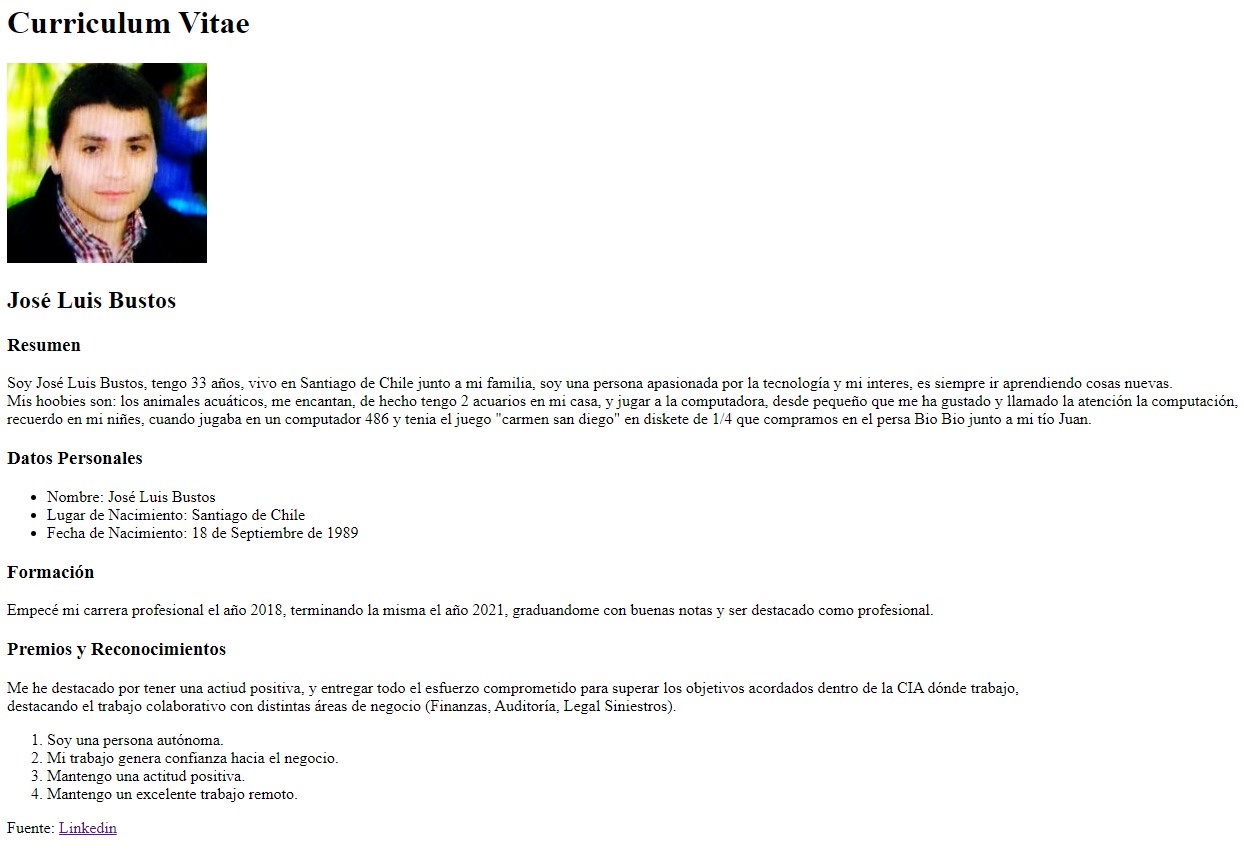 Curriculum Vitae
José Luis Bustos
Resumen
Soy José Luis Bustos, tengo 33 años, vivo en Santiago de Chile junto a mi familia, soy una persona apasionada por la tecnología y mi interes, es siempre ir aprendiendo cosas nuevas.
Mis hoobies son: los animales acuáticos, me encantan, de hecho tengo 2 acuarios en mi casa, y jugar a la computadora, desde pequeño que me ha gustado y llamado la atención la computación,
recuerdo en mi niñes, cuando jugaba en un computador 486 y tenia el juego "carmen san diego" en diskete de 1/4 que compramos en el persa Bio Bio junto a mi tío Juan.
Datos Personales
• Nombre: José Luis Bustos
• Lugar de Nacimiento: Santiago de Chile
• Fecha de Nacimiento: 18 de Septiembre de 1989
Formación
Empecé mi carrera profesional el año 2018, terminando la misma el año 2021, graduandome con buenas notas y ser destacado como profesional.
Premios y Reconocimientos
Me he destacado por tener una actiud positiva, y entregar todo el esfuerzo comprometido para superar los objetivos acordados dentro de la CIA dónde trabajo,
destacando el trabajo colaborativo con distintas áreas de negocio (Finanzas, Auditoría, Legal Siniestros).
1. Soy una persona autónoma.
2. Mi trabajo genera confianza hacia el negocio.
3. Mantengo una actitud positiva.
4. Mantengo un excelente trabajo remoto.
Fuente: Linkedin